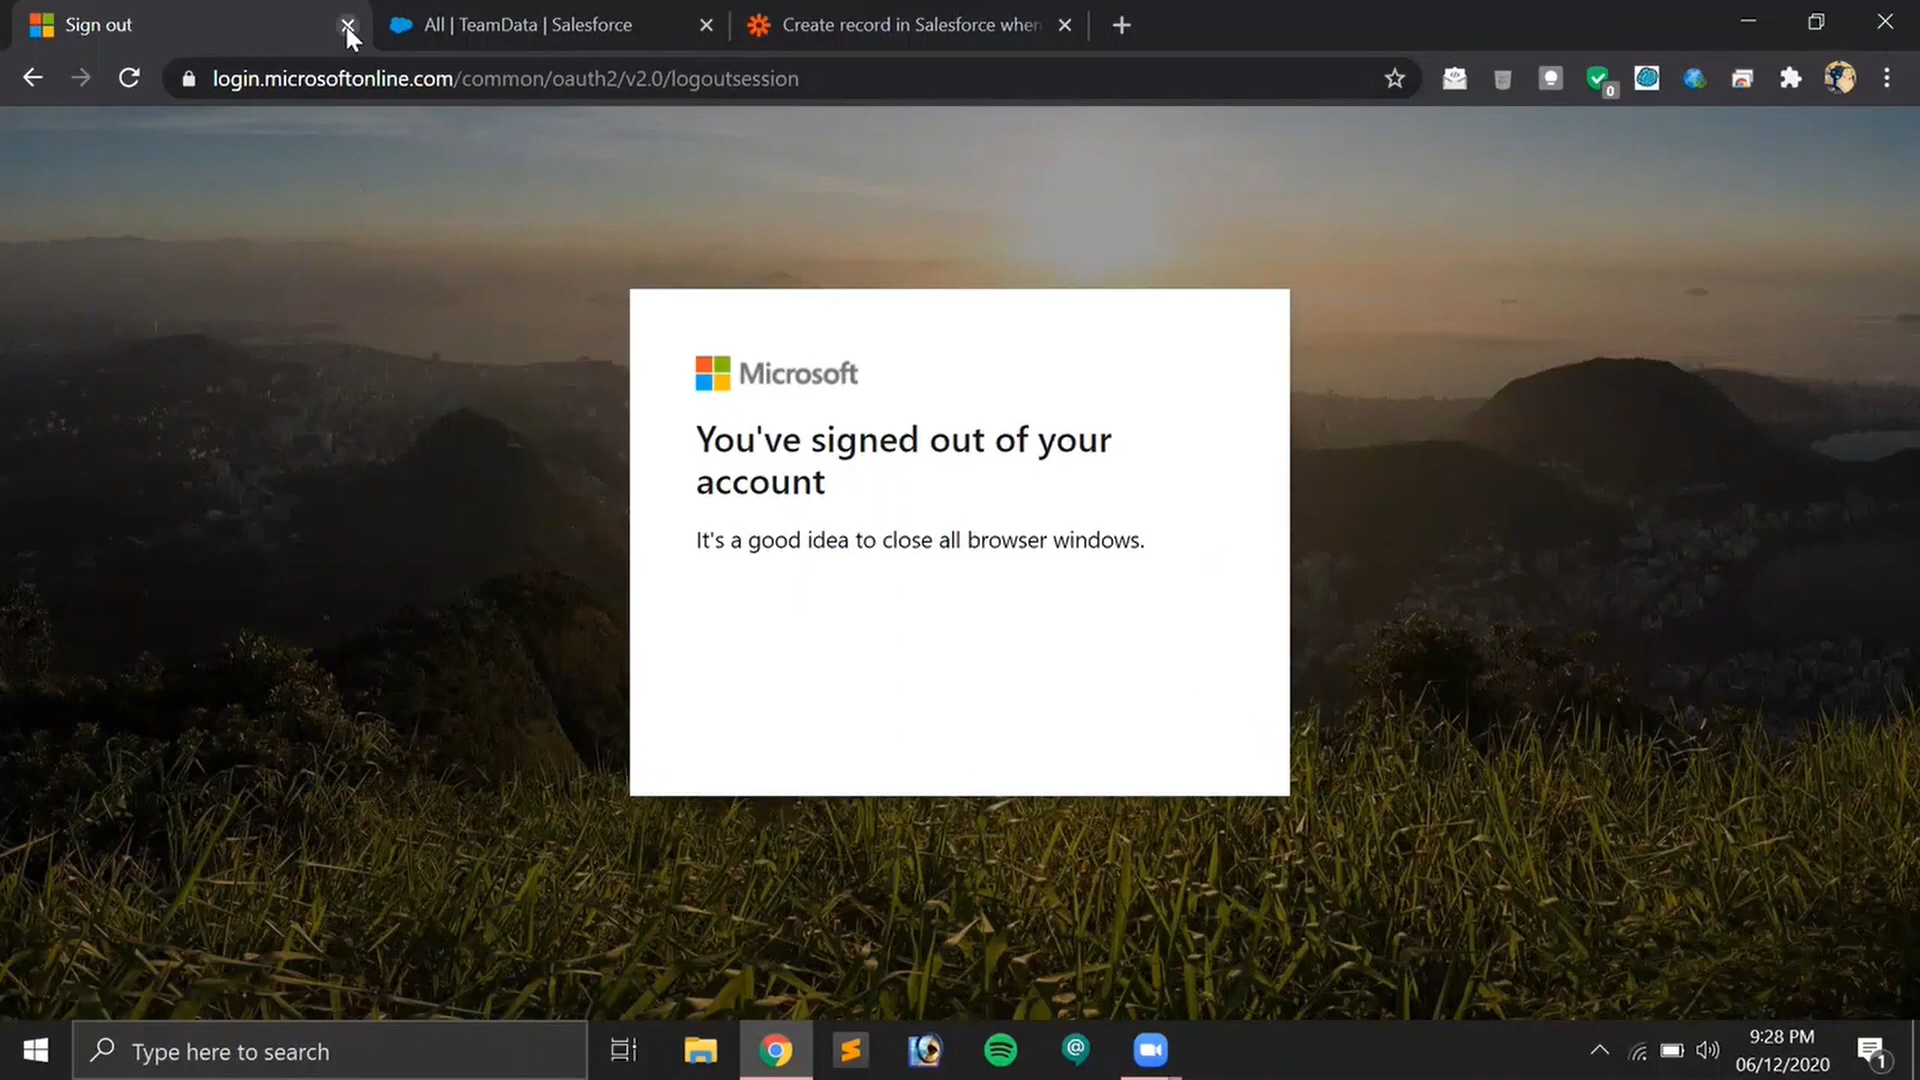 Sign out
All | TeamData | Salesforce
Create record in Salesforce when
login.microsoftonline.com/common/oauth2/v2.0/logoutsession
0
Microsoft
You've signed out of your
account
It's a good idea to close all browser windows.
Type here to search
9:28 PM
06/12/2020
1